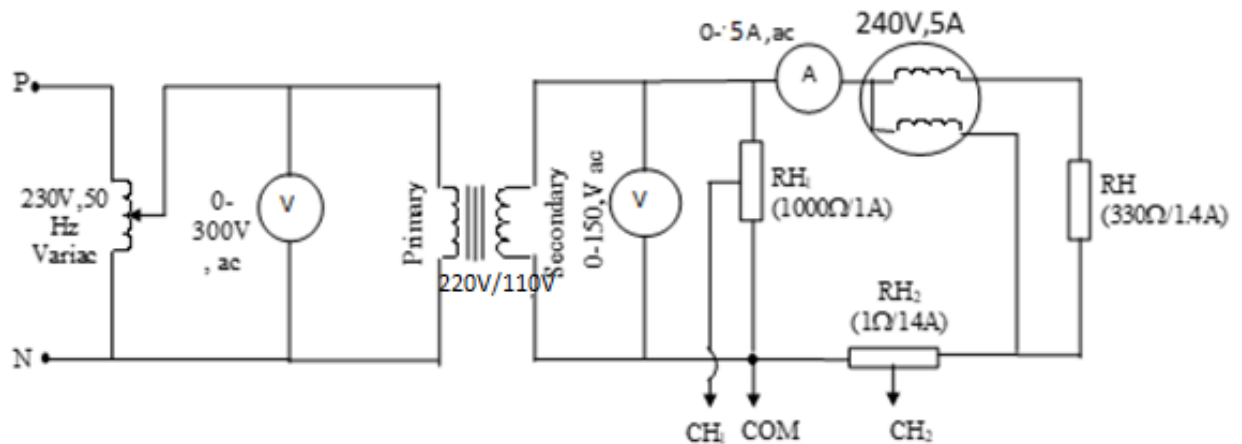 P
230V,50
Hz
Variac
N
0-
300V
, ac
V
Primary
220V/110V
Secondary
0-150,V ac
V
RH₁
(1000Ω/1A)
0-15A,ac
A
240V,5A
RH
(330Ω/1.4A)
RH₂
(1Ω/14A)
CH₁
COM
CH₂